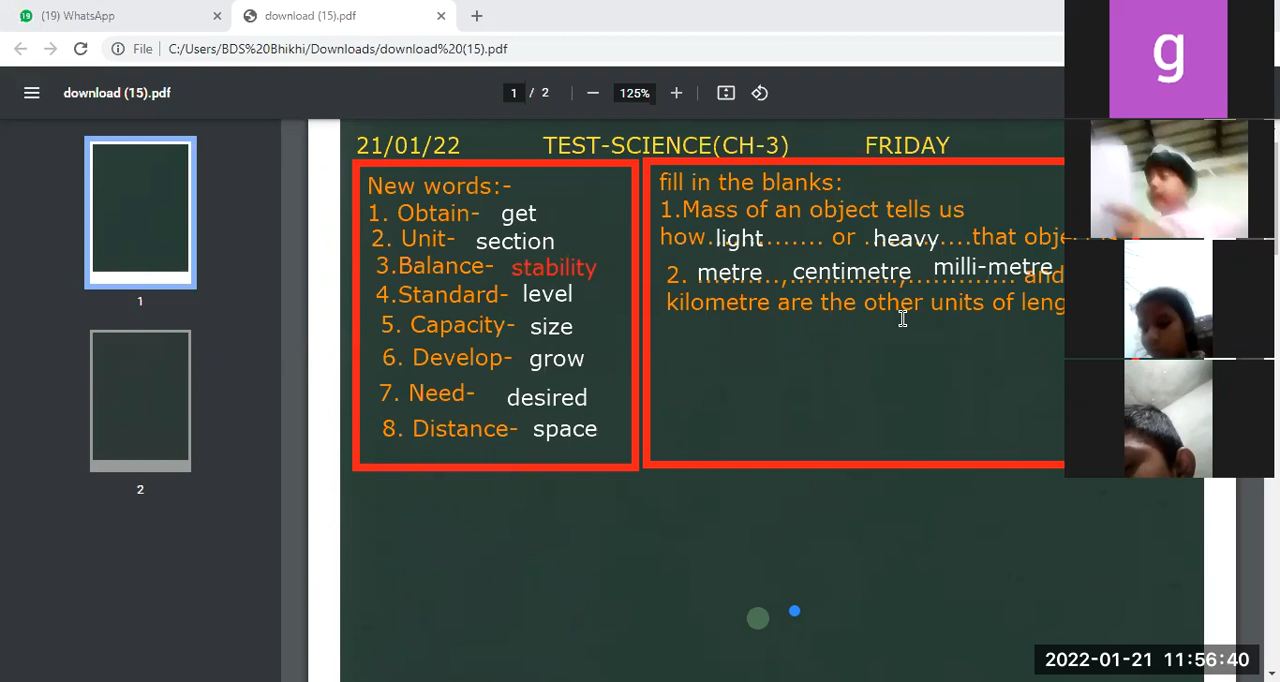 (19) WhatsApp
download (15).pdf
File C:/Users/BDS%20Bhikhi/Downloads/download%20(15).pdf
download (15).pdf
1 / 2
125%
21/01/22 TEST-SCIENCE(CH-3) FRIDAY
New words:-
1. Obtain- get
2. Unit- section
3.Balance- stability
4.Standard- level
5. Capacity- size
6. Develop- grow
7. Need- desired
8. Distance- space
fill in the blanks:
1.Mass of an object tells us
how..light.......... or ..heavy.....that
2. metre..,centimetre.,milli-metre and
kilometre are the other units of
1
2
g
2022-01-21 11:56:40